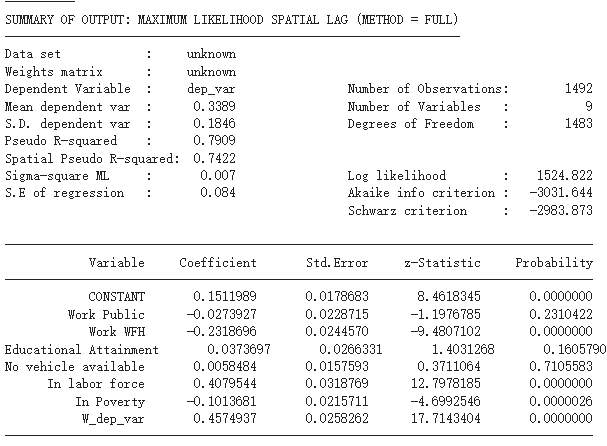 SUMMARY OF OUTPUT: MAXIMUM LIKELIHOOD SPATIAL LAG (METHOD = FULL)
Data set : unknown
Weights matrix : unknown
Dependent Variable : dep_var Number of Observations: 1492
Mean dependent var : 0.3389 Number of Variables : 9
S.D. dependent var : 0.1846 Degrees of Freedom : 1483
Pseudo R-squared : 0.7909
Spatial Pseudo R-squared: 0.7422
Sigma-square ML : 0.007 Log likelihood : 1524.822
S.E of regression : 0.084 Akaike info criterion : -3031.644
Schwarz criterion : -2983.873
Variable Coefficient Std.Error z-Statistic Probability
CONSTANT 0.1511989 0.0178683 8.4618345 0.0000000
Work Public -0.0273927 0.0228715 -1.1976785 0.2310422
Work WFH -0.2318696 0.0244570 -9.4807102 0.0000000
Educational Attainment 0.0373697 0.0266331 1.4031268 0.1605790
No vehicle available 0.0058484 0.0157593 0.3711064 0.7105583
In labor force 0.4079544 0.0318769 12.7978185 0.0000000
In Poverty -0.1013681 0.0215711 -4.6992546 0.0000026
W_dep_var 0.4574937 0.0258262 17.7143404 0.0000000